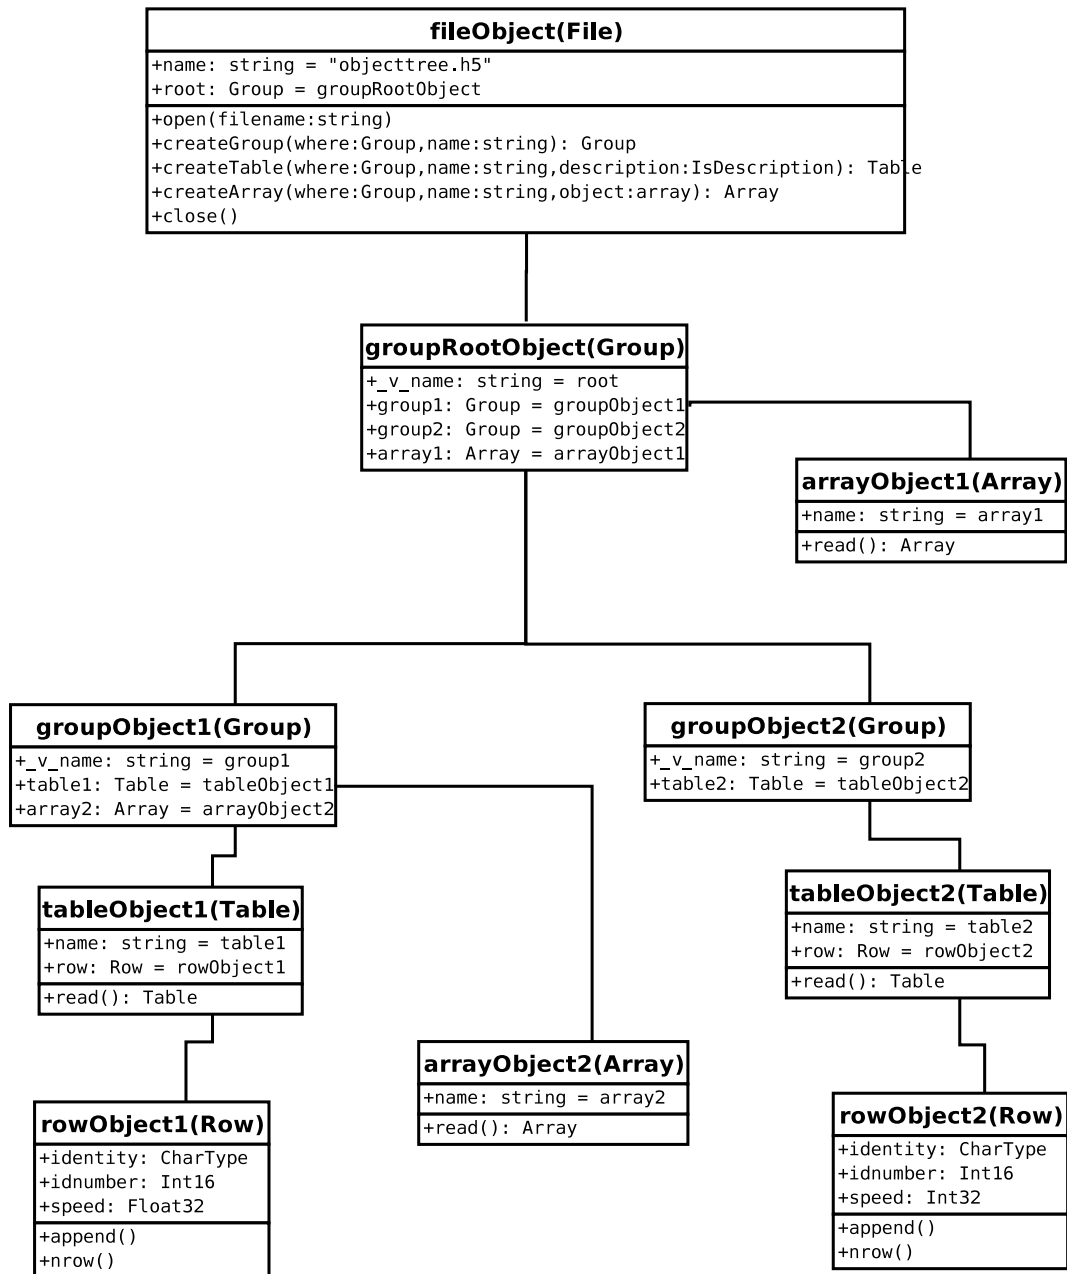 fileObject(File)
+name: string = "objecttree.h5"
+root: Group = groupRootObject
+open(filename:string)
+createGroup(where:Group,name:string): Group
+createTable(where:Group,name:string,description:IsDescription): Table
+createArray(where:Group,name:string,object:array): Array
+close()
groupRootObject(Group)
+_v_name: string = root
+group1: Group = groupObject1
+group2: Group = groupObject2
+array1: Array = arrayObject1
arrayObject1(Array)
+name: string = array1
+read(): Array
groupObject1(Group)
+_v_name: string = group1
+table1: Table = tableObject1
+array2: Array = arrayObject2
groupObject2(Group)
+_v_name: string = group2
+table2: Table = tableObject2
tableObject1(Table)
+name: string = table1
+row: Row = rowObject1
+read(): Table
tableObject2(Table)
+name: string = table2
+row: Row = rowObject2
+read(): Table
arrayObject2(Array)
+name: string = array2
+read(): Array
rowObject1(Row)
+identity: CharType
+idnumber: Int16
+speed: Float32
+append()
+nrow()
rowObject2(Row)
+identity: CharType
+idnumber: Int16
+speed: Int32
+append()
+nrow()